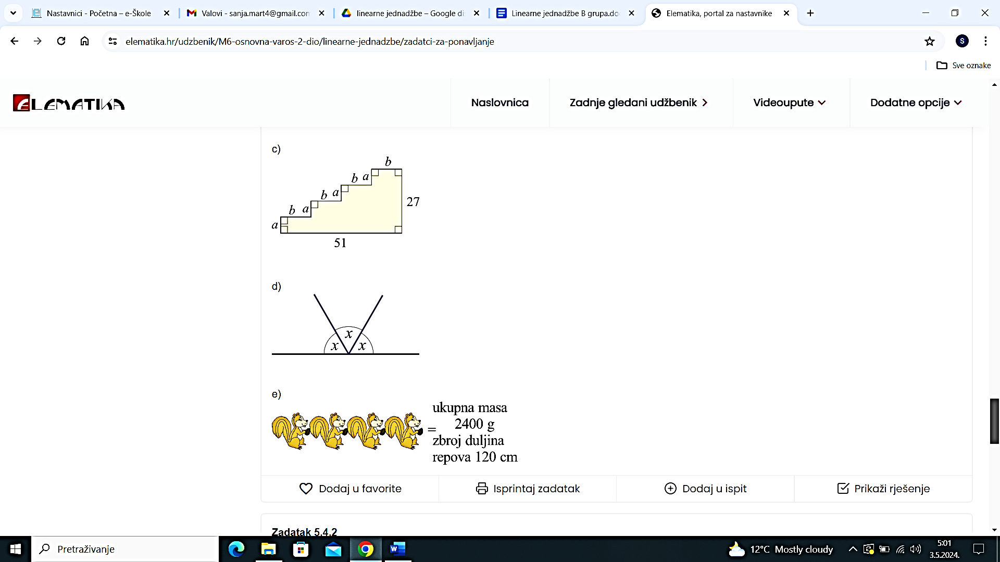 Nastavnici - Početna – e-Škole
Valovi - sanja.mart4@gmail.con
linearne jednadžbe – Google di
Linearne jednadžbe B grupa.do
Elematika, portal za nastavnike
elematika.hr/udzbenik/M6-osnovna-varos-2-dio/linearne-jednadzbe/zadatci-za-ponavljanje
S
Sve oznake
ELEMATIKA
Naslovnica
Zadnje gledani udžbenik
Videoupute
Dodatne opcije
c)
b
b a
b a
b a
a
27
51
d)
x
x x
e)
ukupna masa
= 2400 g
zbroj duljina
repova 120 cm
Dodaj u favorite
Isprintaj zadatak
Dodaj u ispit
Prikaži rješenje
Zadatak 5.4.2
Pretraživanje
12°C Mostly cloudy
5:01
3.5.2024.